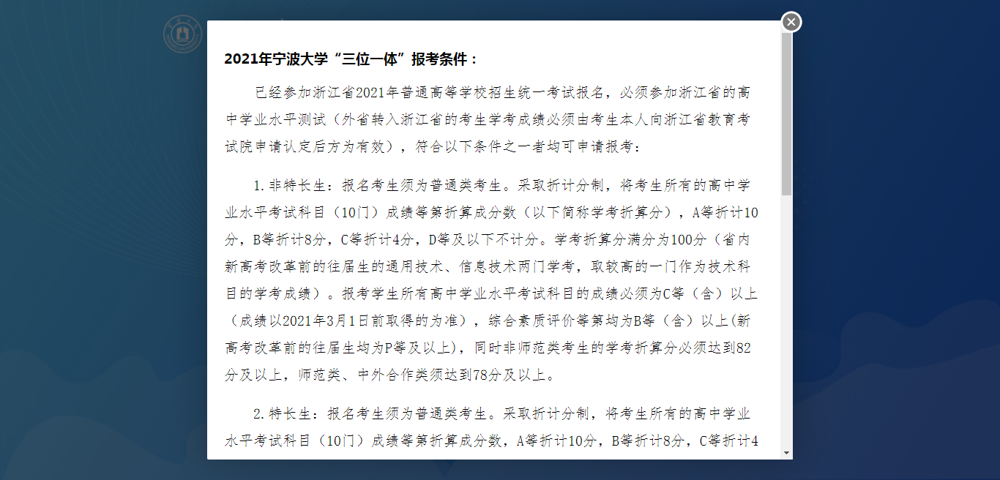 2021年宁波大学“三位一体”报考条件：
已经参加浙江省2021年普通高等学校招生统一考试报名，必须参加浙江省的高
中学业水平测试（外省转入浙江省的考生学考成绩必须由考生本人向浙江省教育考
试院申请认定后方为有效），符合以下条件之一者均可申请报考：
1.非特长生：报名考生须为普通类考生。采取折计分制，将考生所有的高中学
业水平考试科目（10门）成绩等第折算成分数（以下简称学考折算分），A等折计10
分，B等折计8分，C等折计4分，D等及以下不计分。学考折算分满分为100分（省内
新高考改革前的往届生的通用技术、信息技术两门学考，取较高的一门作为技术科
目的学考成绩）。报考学生所有高中学业水平考试科目的成绩必须为C等（含）以上
（成绩以2021年3月1日前取得的为准），综合素质评价等第均为B等（含）以上(新
高考改革前的往届生均为P等及以上)，同时非师范类考生的学考折算分必须达到82
分及以上，师范类、中外合作类须达到78分及以上。
2.特长生：报名考生须为普通类考生。采取折计分制，将考生所有的高中学业
水平考试科目（10门）成绩等第折算成分数，A等折计10分，B等折计8分，C等折计4